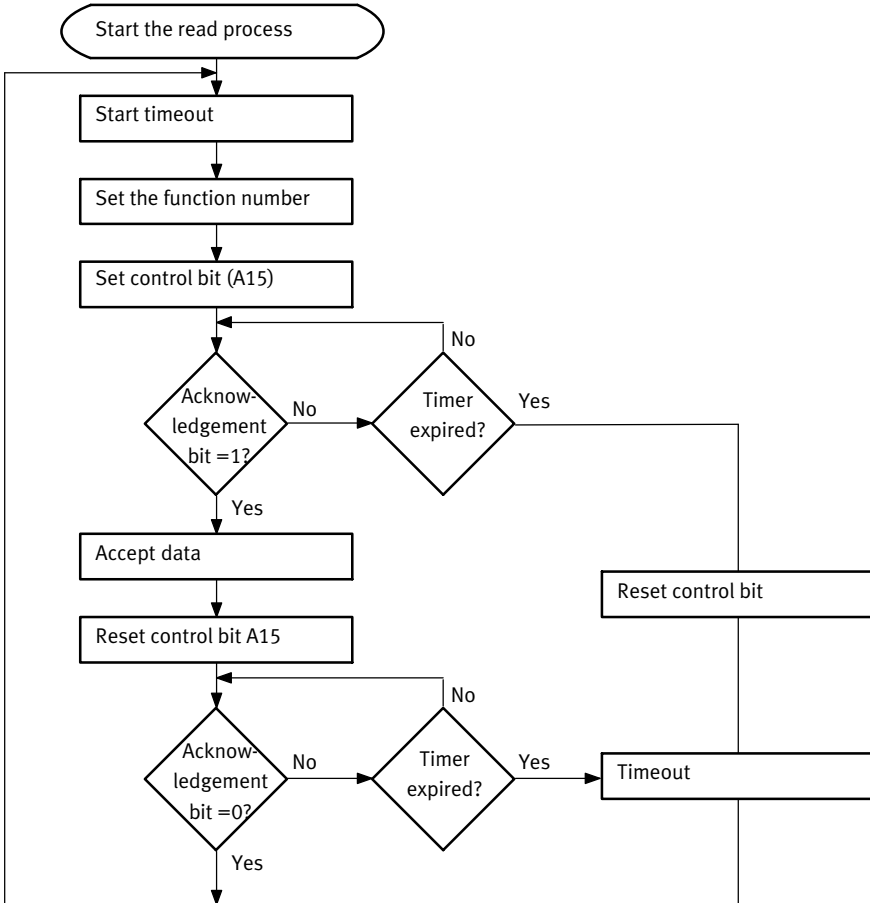 Start the read process
Start timeout
Set the function number
Set control bit (A15)
No
Acknow-
ledgement
bit =1?
No
Timer
expired?
Yes
Yes
Accept data
Reset control bit
Reset control bit A15
No
Acknow-
ledgement
bit =0?
No
Timer
expired?
Yes
Timeout
Yes